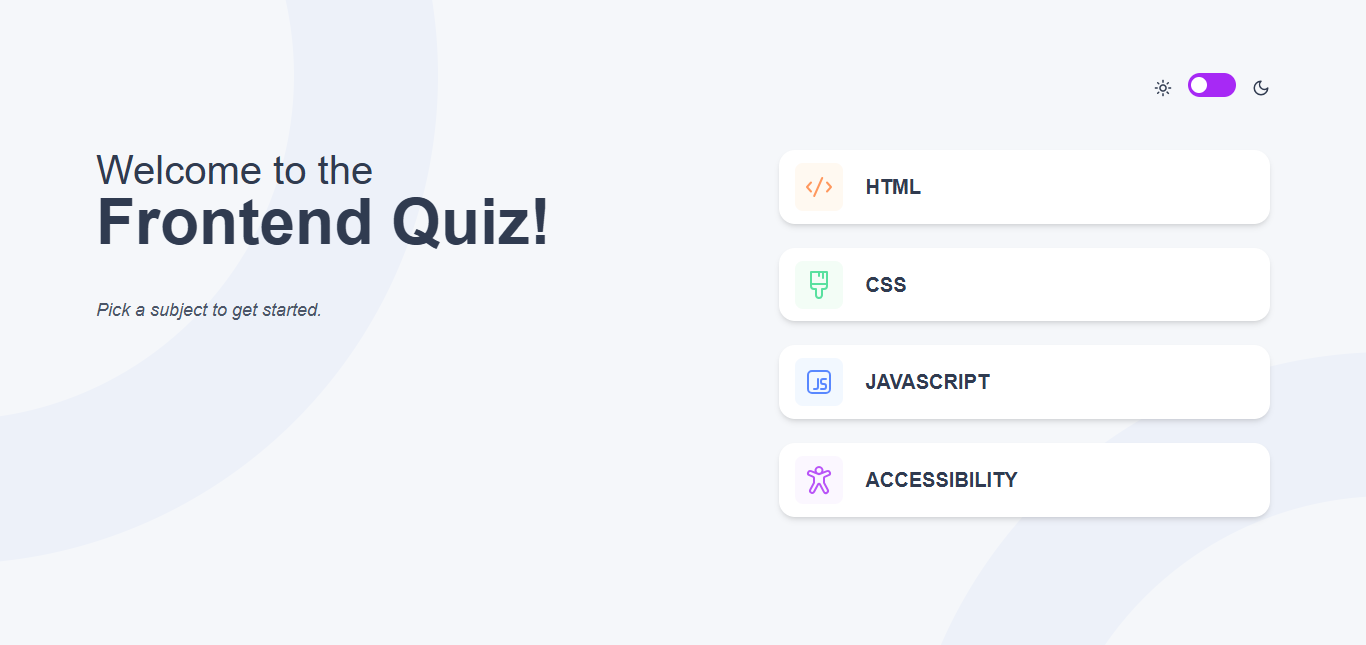 Welcome to the
Frontend Quiz!
Pick a subject to get started.
HTML
CSS
JS
JAVASCRIPT
ACCESSIBILITY